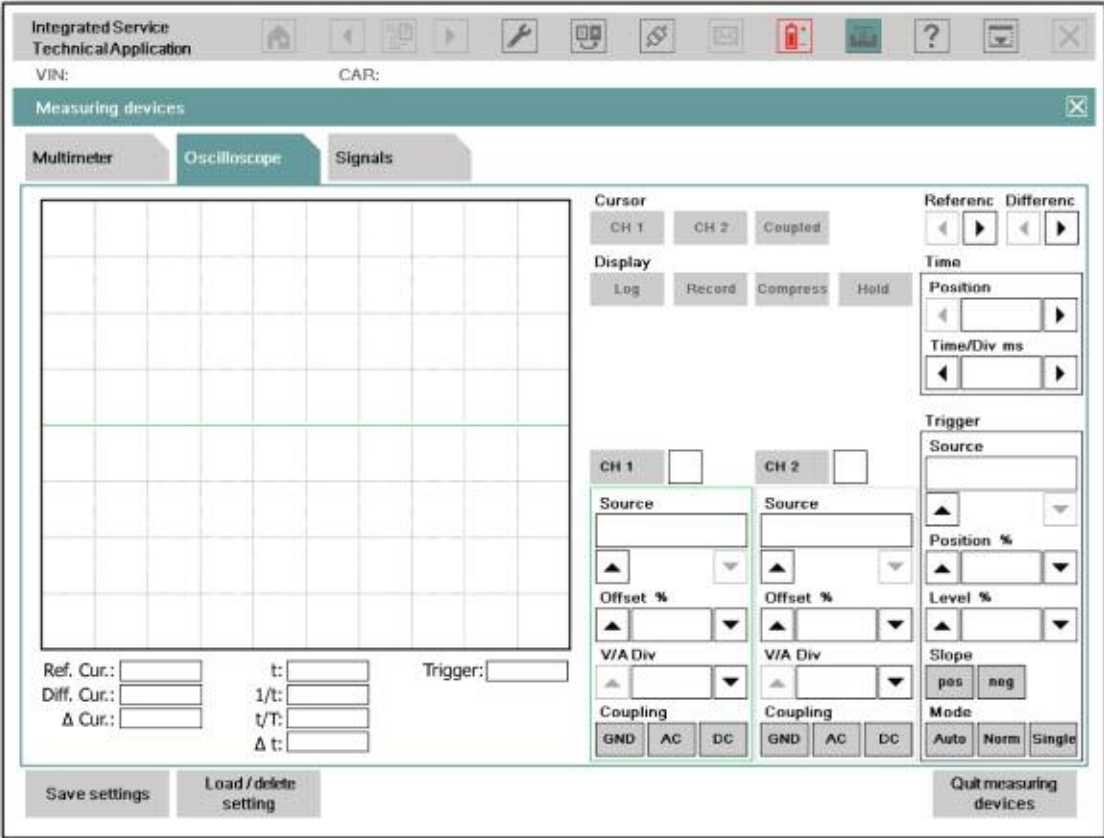 Integrated Service
Technical Application
?
VIN:
CAR:
Measuring devices
Multimeter
Oscilloscope
Signals
Cursor
CH 1
CH 2
Coupled
Referenc
Differenc
Display
Log
Record
Compress
Hold
Time
Position
Time/Div ms
Trigger
Source
Position %
Level %
Slope
pos
neg
Mode
Auto
Norm
Single
CH 1
Source
Offset %
V/A Div
Coupling
GND
AC
DC
CH 2
Source
Offset %
V/A Div
Coupling
GND
AC
DC
Ref. Cur.:
Diff. Cur.:
Δ Cur.:
t:
1/t:
t/T:
Δ t:
Trigger:
Save settings
Load / delete
setting
Quit measuring
devices